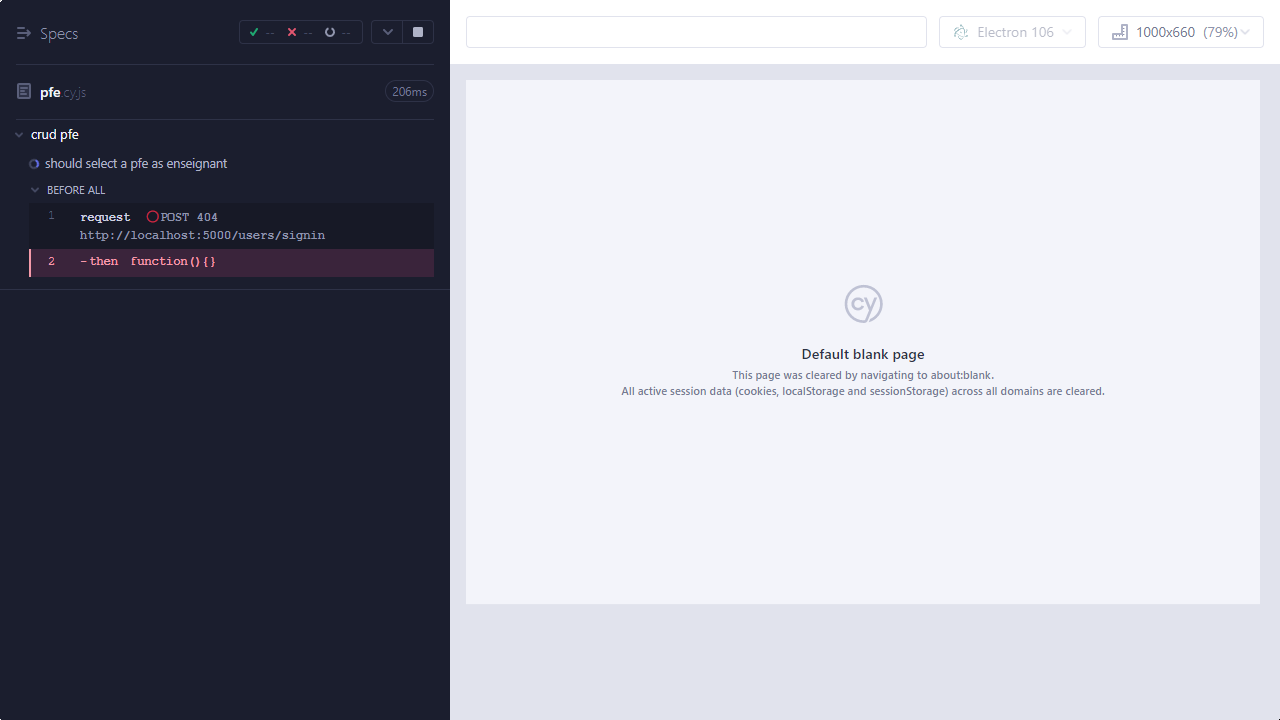 Specs
-- -- --
Electron 106
1000x660 (79%)
pfe.cy.js
206ms
crud pfe
should select a pfe as enseignant
BEFORE ALL
1 request POST 404
http://localhost:5000/users/signin
2 -then function(){}
cy
Default blank page
This page was cleared by navigating to about:blank.
All active session data (cookies, localStorage and sessionStorage) across all domains are cleared.